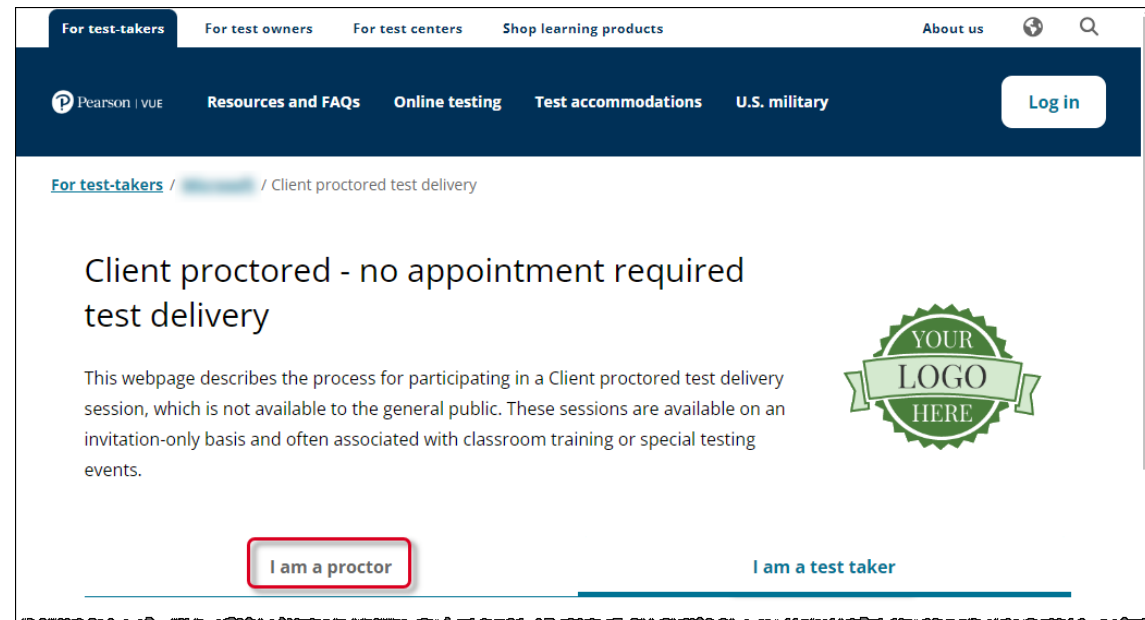 For test-takers For test owners For test centers Shop learning products About us
Pearson | VUE Resources and FAQs Online testing Test accommodations U.S. military Log in
For test-takers / / Client proctored test delivery
Client proctored - no appointment required
test delivery
This webpage describes the process for participating in a Client proctored test delivery
session, which is not available to the general public. These sessions are available on an
invitation-only basis and often associated with classroom training or special testing
events.
YOUR
LOGO
HERE
I am a proctor I am a test taker